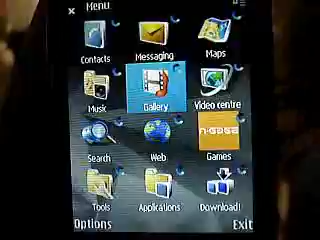 Menu
Contacts Messaging Maps
Music Gallery Video centre
n-gage
Search Web Games
Tools Applications Download!
Options Exit